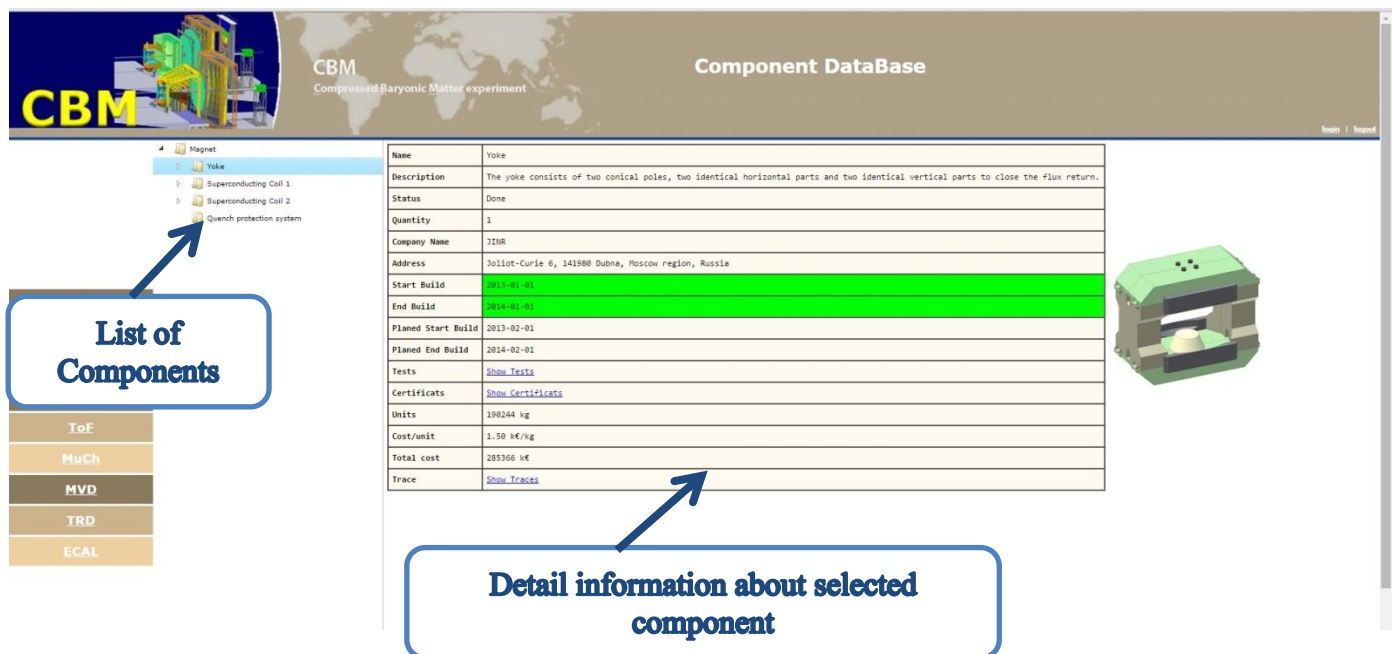 CBM
CBM
Compressed Baryonic Matter experiment
Component DataBase
login | logout
Magnet
Yoke
Superconducting Coil 1
Superconducting Coil 2
Quench protection system
Name Yoke
Description The yoke consists of two conical poles, two identical horizontal parts and two identical vertical parts to close the flux return.
Status Done
Quantity 1
Company Name JINR
Address Joliot-Curie 6, 141980 Dubna, Moscow region, Russia
Start Build 2013-01-01
End Build 2014-01-01
Planed Start Build 2013-02-01
Planed End Build 2014-02-01
Tests Show Tests
Certificats Show Certificats
Units 190244 kg
Cost/unit 1.50 k€/kg
Total cost 285366 k€
Trace Show Traces
List of
Components
ToF
MuCh
MVD
TRD
ECAL
Detail information about selected
component